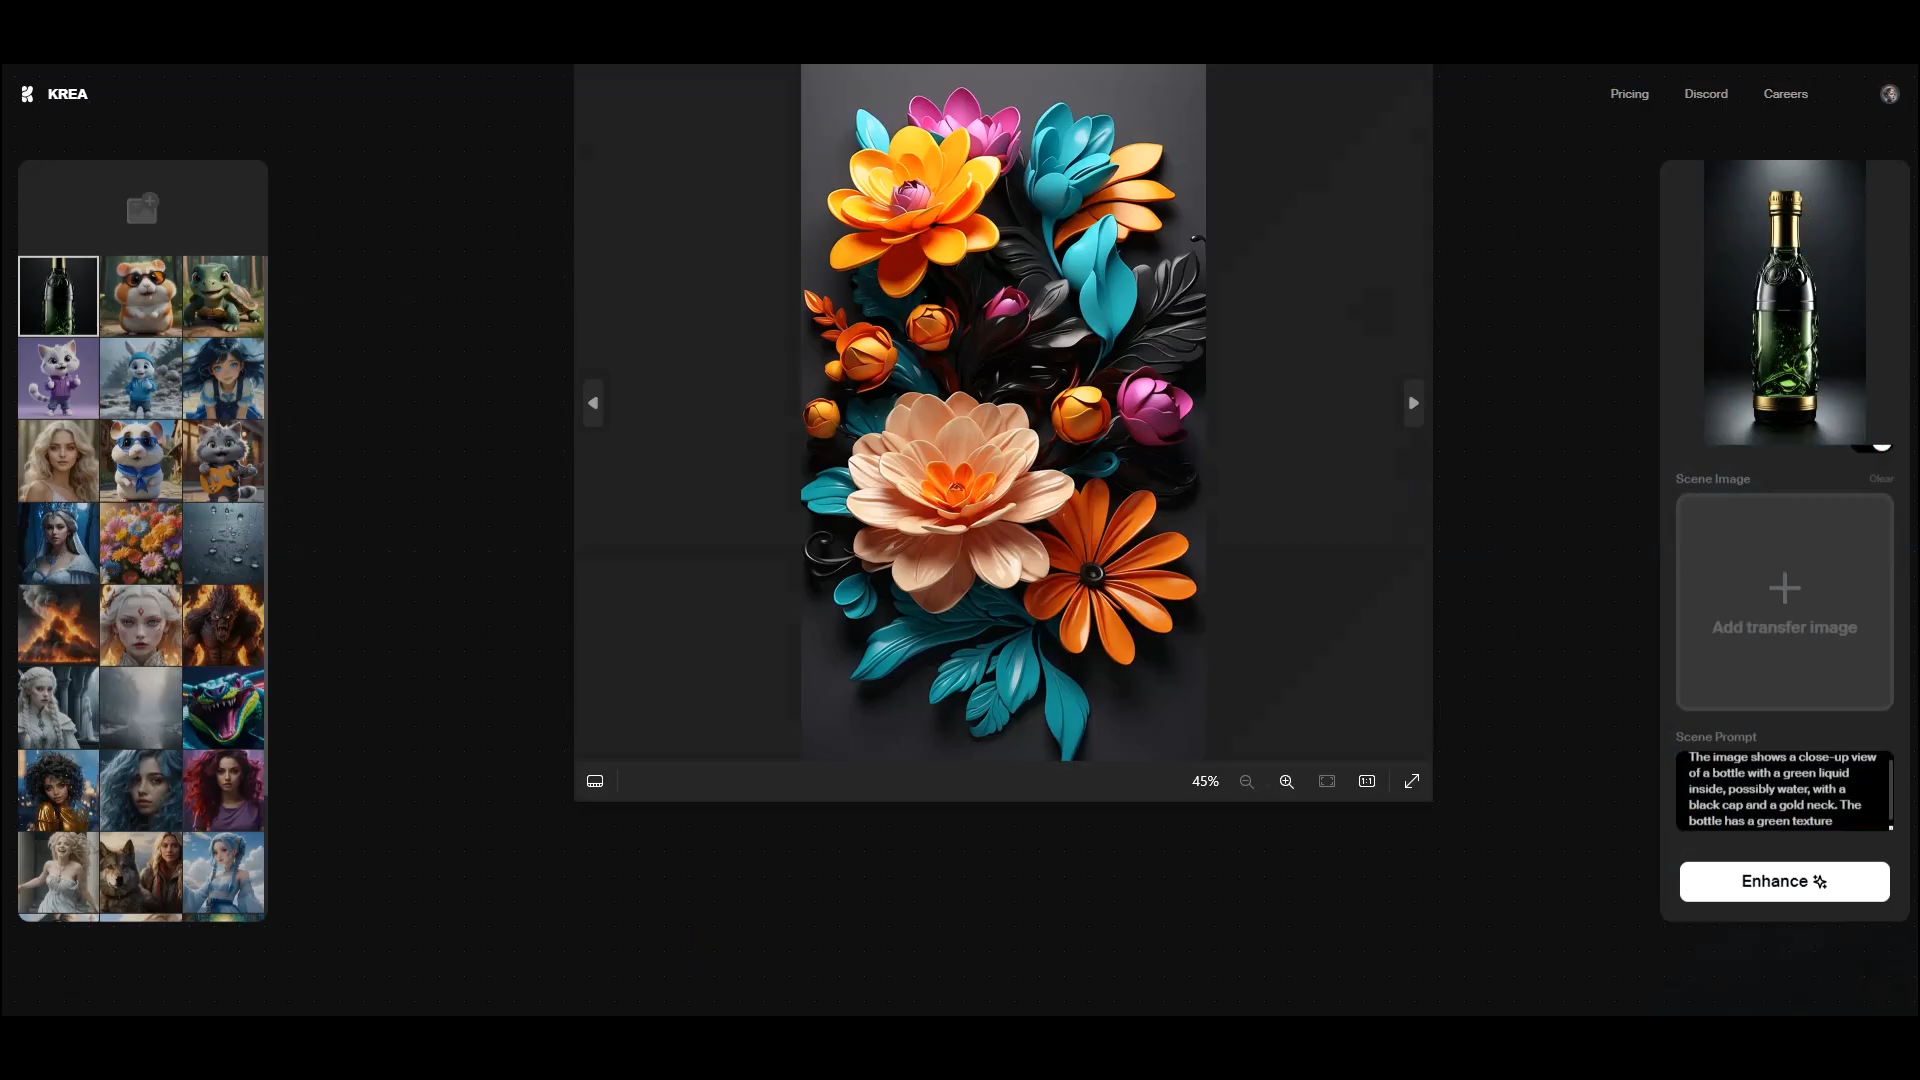 KREA
Pricing
Discord
Careers
Scene Image
Clear
Add transfer image
Scene Prompt
The image shows a close-up view
of a bottle with a green liquid
inside, possibly water, with a
black cap and a gold neck. The
bottle has a green texture
Enhance
45%
1:1